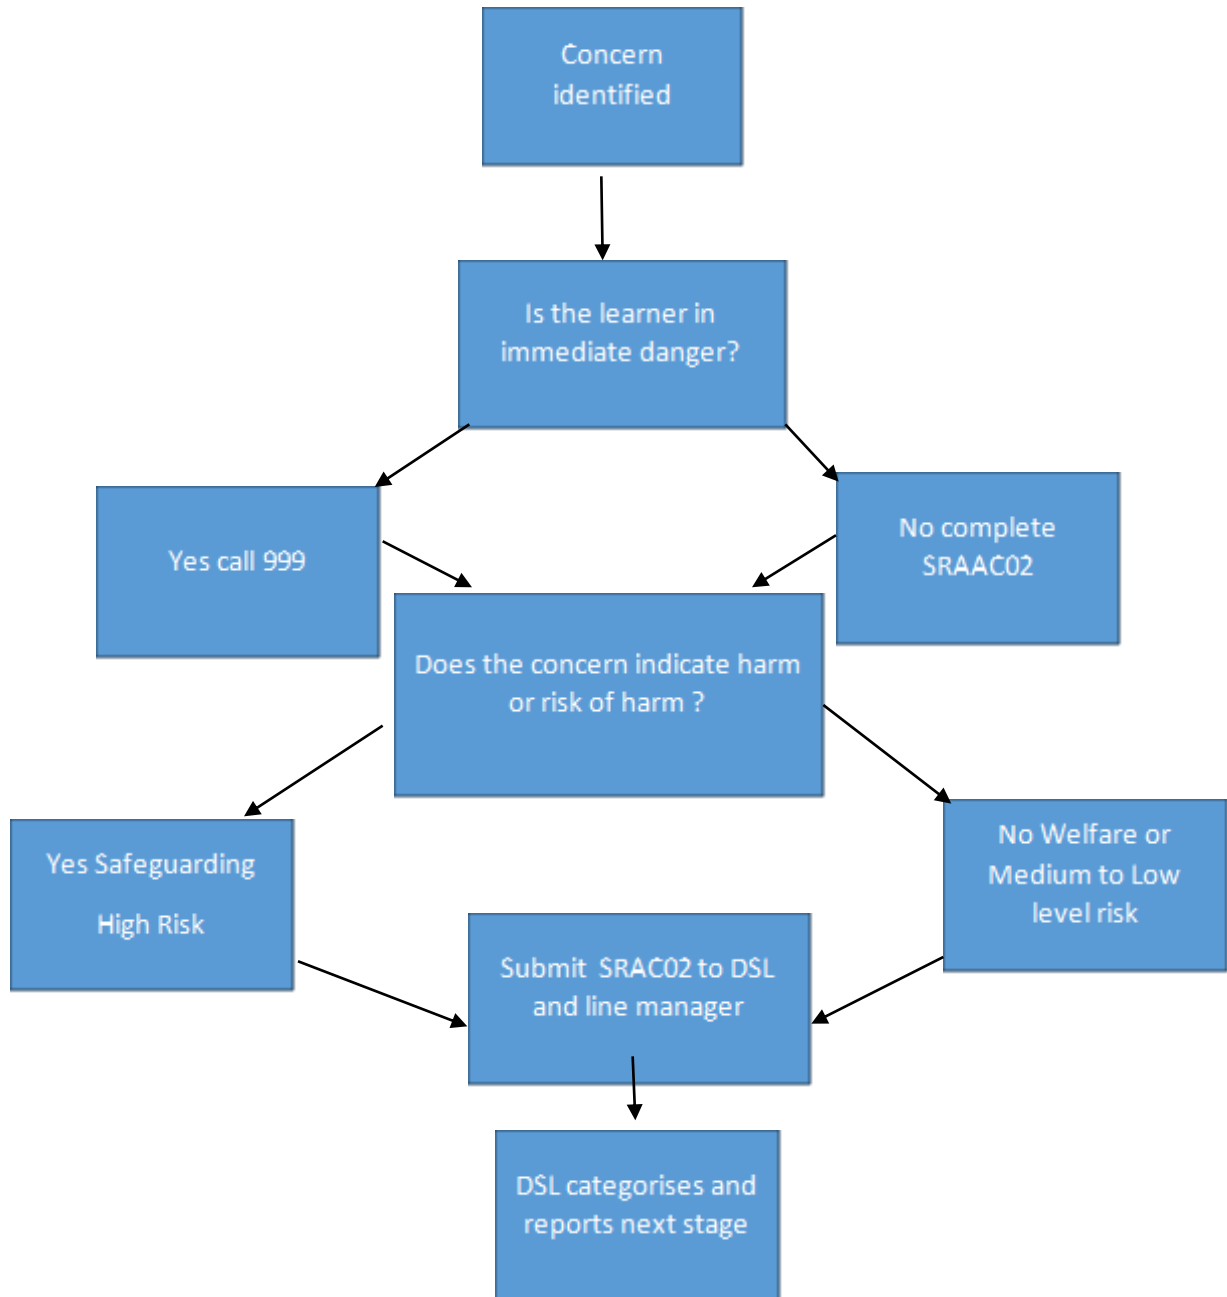 Concern
identified
Is the learner in
immediate danger?
Yes call 999
No complete
SRAAC02
Does the concern indicate harm
or risk of harm ?
Yes Safeguarding
High Risk
No Welfare or
Medium to Low
level risk
Submit  SRAC02 to DSL
and line manager
DSL categorises and
reports next stage